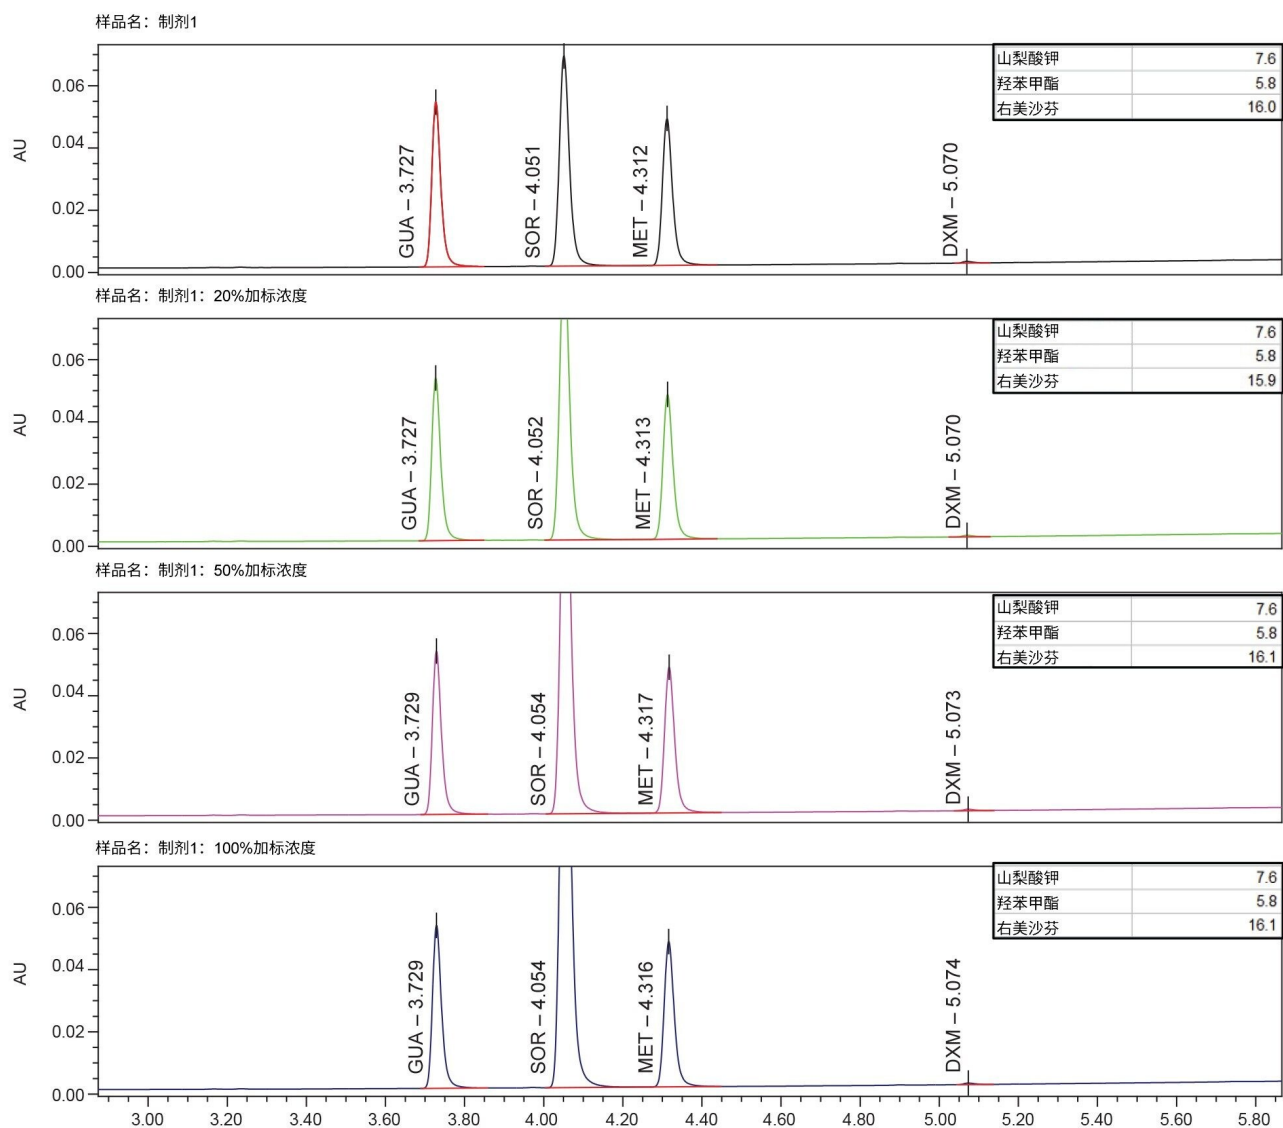 样品名：制剂1
AU
0.06
0.04
0.02
0.00
GUA – 3.727
SOR – 4.051
MET – 4.312
DXM – 5.070
山梨酸钾 7.6
羟苯甲酯 5.8
右美沙芬 16.0
样品名：制剂1：20%加标浓度
AU
0.06
0.04
0.02
0.00
GUA – 3.727
SOR – 4.052
MET – 4.313
DXM – 5.070
山梨酸钾 7.6
羟苯甲酯 5.8
右美沙芬 15.9
样品名：制剂1：50%加标浓度
AU
0.06
0.04
0.02
0.00
GUA – 3.729
SOR – 4.054
MET – 4.317
DXM – 5.073
山梨酸钾 7.6
羟苯甲酯 5.8
右美沙芬 16.1
样品名：制剂1：100%加标浓度
AU
0.06
0.04
0.02
0.00
GUA – 3.729
SOR – 4.054
MET – 4.316
DXM – 5.074
山梨酸钾 7.6
羟苯甲酯 5.8
右美沙芬 16.1
3.00 3.20 3.40 3.60 3.80 4.00 4.20 4.40 4.60 4.80 5.00 5.20 5.40 5.60 5.80